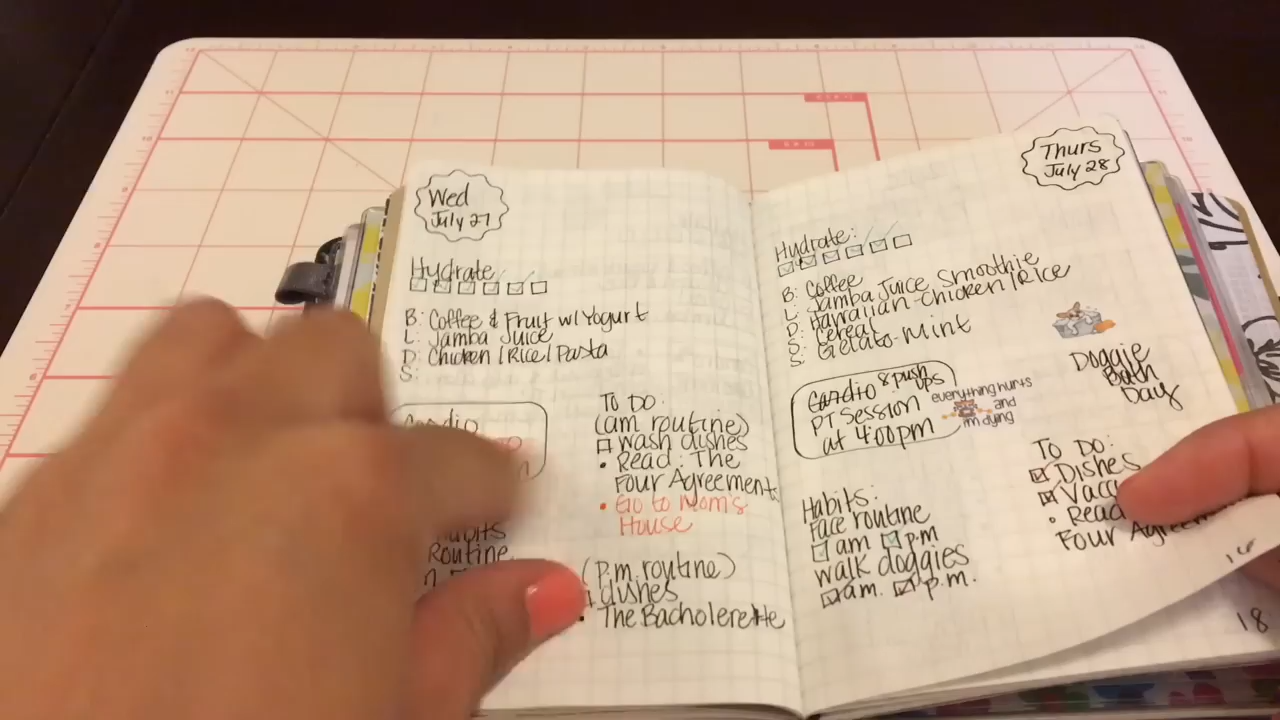 Wed
July 27
Hydrate
B: Coffee & Fruit w/ Yogurt
L: Jamba Juice
D: Chicken / Rice / Pasta
S:
Cardio
TO DO:
(am routine)
wash dishes
• Read: The
Four Agreements
• Go to Mom's
House
Routine
(p.m. routine)
dishes
• The Bacholerette
Thurs
July 28
Hydrate:
B: Coffee
L: Jamba Juice Smoothie
D: Hawaiian-Chicken/Rice
S: Cereal
S: Gelato-Mint
Cardio & push ups
PT Session
at 4:00pm
everything hurts
and
i'm dying
Doggie
Bath
Day
TO DO:
Dishes
• Read
Four
Habits:
Face routine
am p.m
walk doggies
am. p.m.
18